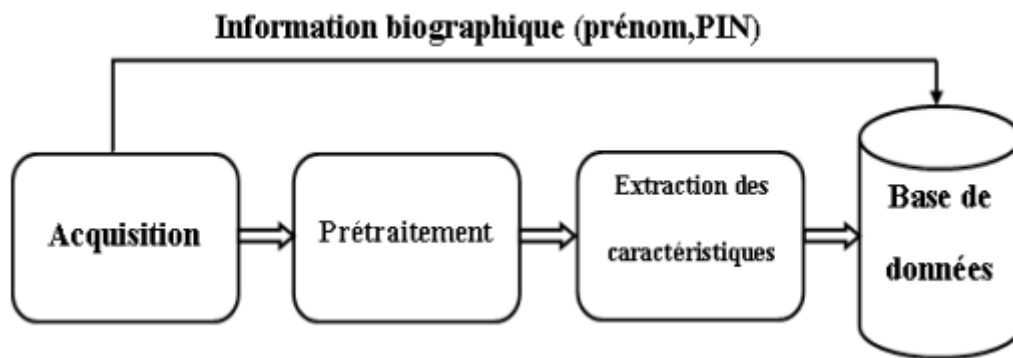 Information biographique (prénom,PIN)
Acquisition
Prétraitement
Extraction des
caractéristiques
Base de
données